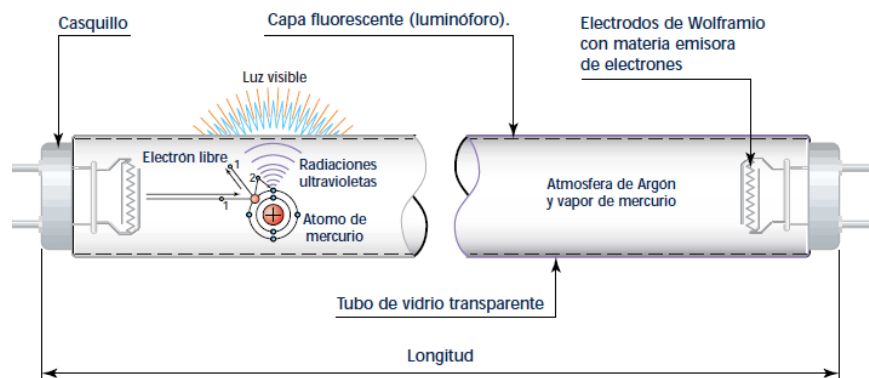 Casquillo
Capa fluorescente (luminóforo).
Electrodos de Wolframio
con materia emisora
de electrones
Luz visible
Electrón libre
1
2
1
Radiaciones
ultravioletas
Atomo de
mercurio
Atmosfera de Argón
y vapor de mercurio
Tubo de vidrio transparente
Longitud